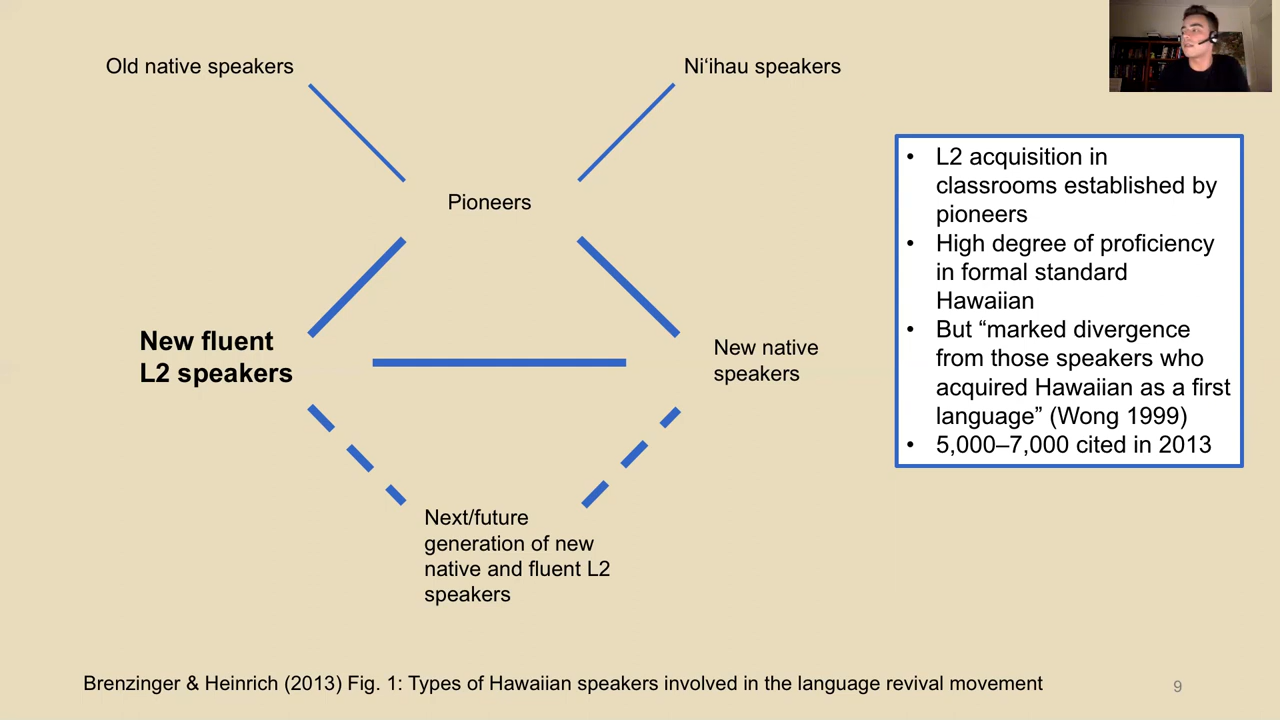 Old native speakers
Niʻihau speakers
Pioneers
New fluent
L2 speakers
New native
speakers
Next/future
generation of new
native and fluent L2
speakers
• L2 acquisition in
classrooms established by
pioneers
• High degree of proficiency
in formal standard
Hawaiian
• But “marked divergence
from those speakers who
acquired Hawaiian as a first
language” (Wong 1999)
• 5,000–7,000 cited in 2013
Brenzinger & Heinrich (2013) Fig. 1: Types of Hawaiian speakers involved in the language revival movement
9